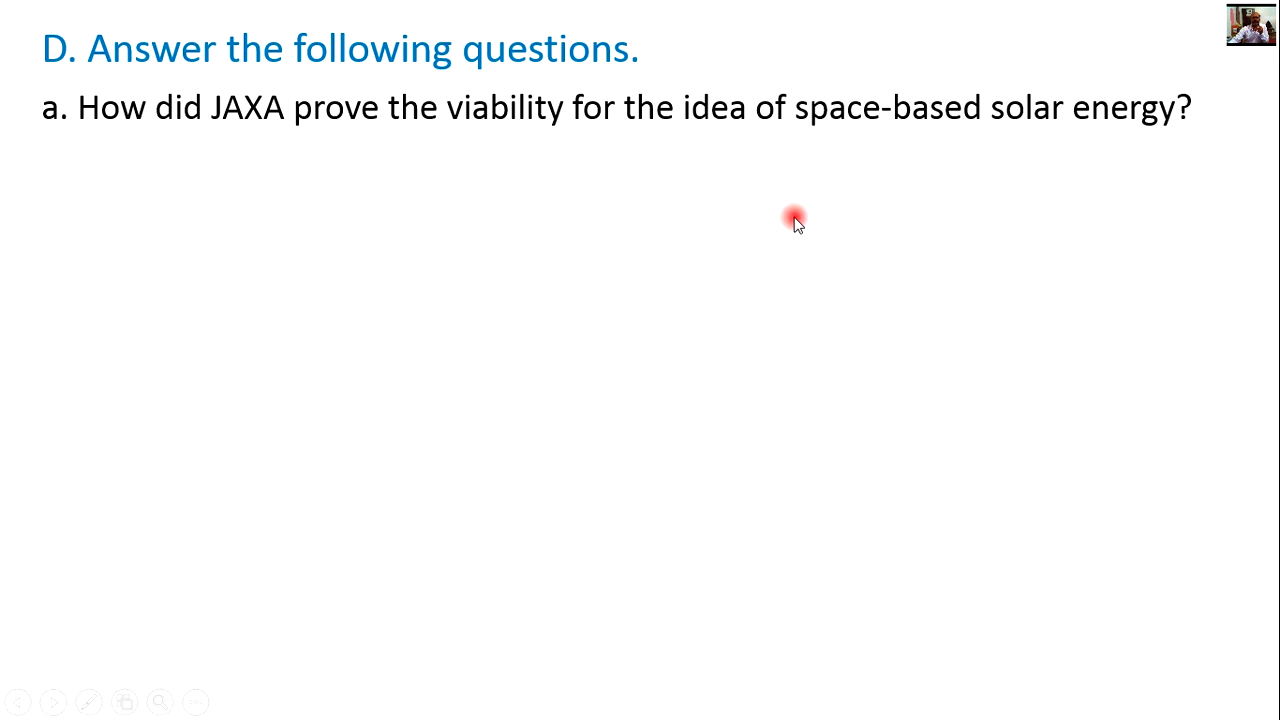 D. Answer the following questions.
a. How did JAXA prove the viability for the idea of space-based solar energy?